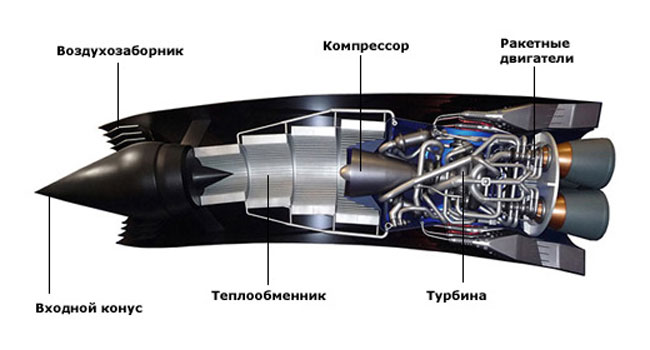 Воздухозаборник
Компрессор
Ракетные
двигатели
Входной конус
Теплообменник
Турбина